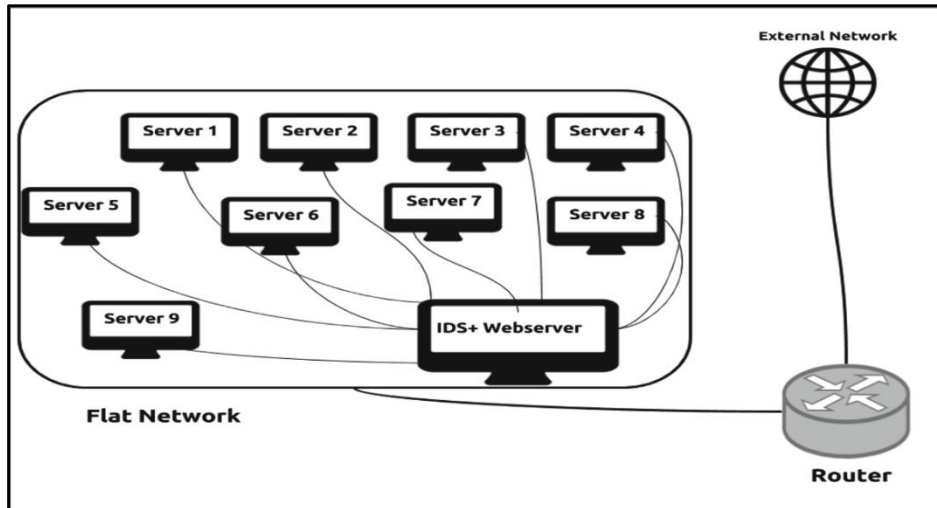 External Network
Server 1
Server 2
Server 3
Server 4
Server 5
Server 6
Server 7
Server 8
Server 9
IDS+ Webserver
Flat Network
Router